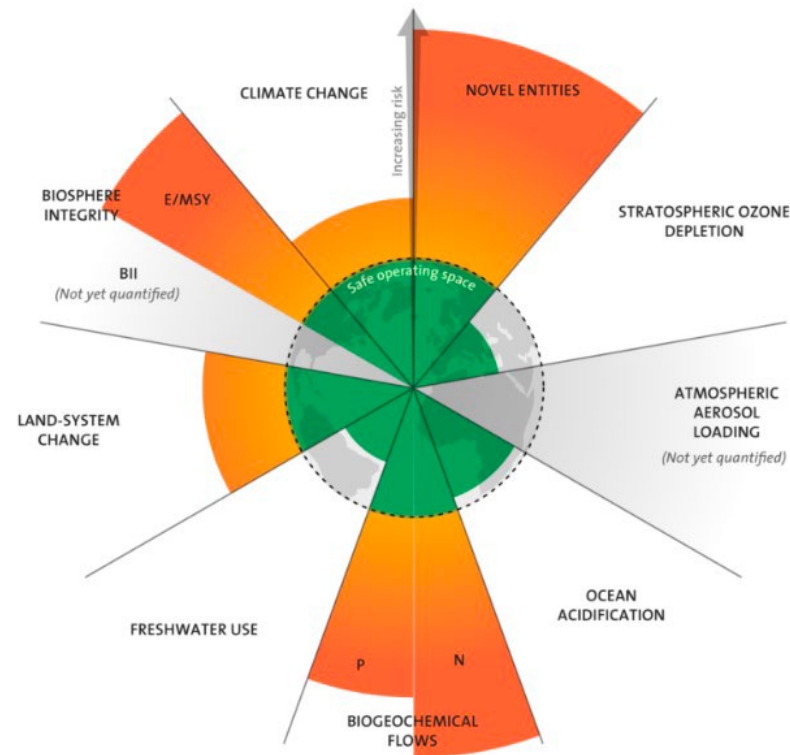 CLIMATE CHANGE
Increasing risk
NOVEL ENTITIES
BIOSPHERE
INTEGRITY
E/MSY
BII
(Not yet quantified)
STRATOSPHERIC OZONE
DEPLETION
Safe operating space
ATMOSPHERIC
AEROSOL
LOADING
(Not yet quantified)
LAND-SYSTEM
CHANGE
OCEAN
ACIDIFICATION
FRESHWATER USE
P
N
BIOGEOCHEMICAL
FLOWS